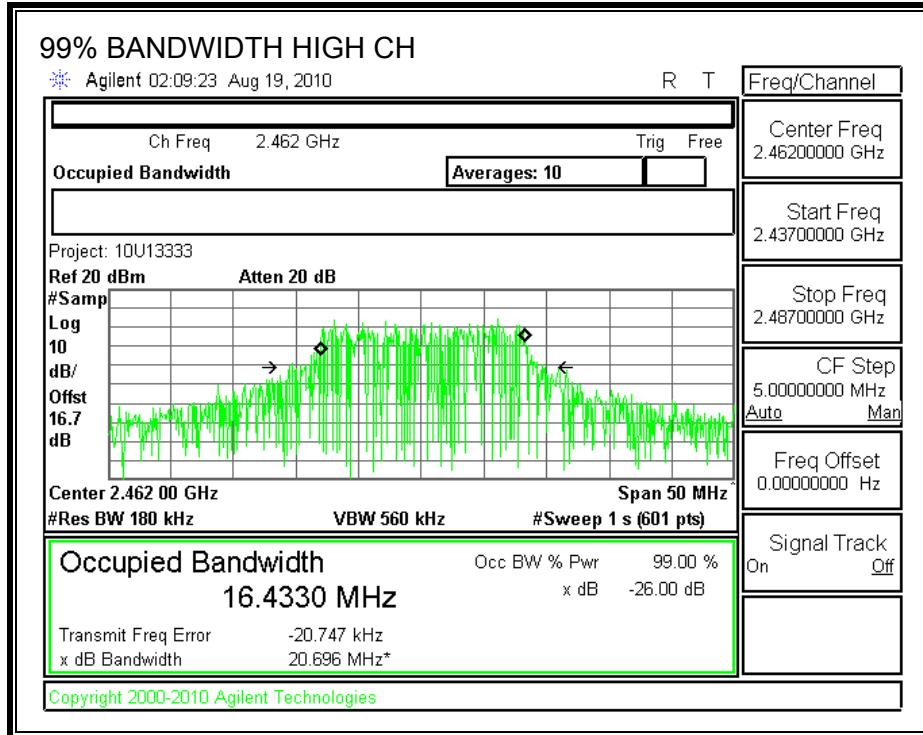 99% BANDWIDTH HIGH CH
Agilent 02:09:23 Aug 19, 2010 R T
Freq/Channel
Ch Freq 2.462 GHz Trig Free
Occupied Bandwidth Averages: 10
Center Freq
2.46200000 GHz
Start Freq
2.43700000 GHz
Stop Freq
2.48700000 GHz
CF Step
5.00000000 MHz
Auto Man
Freq Offset
0.00000000 Hz
Signal Track
On Off
Project: 10U13333
Ref 20 dBm Atten 20 dB
#Samp
Log
10
dB/
Offst
16.7
dB
Center 2.462 00 GHz Span 50 MHz^
#Res BW 180 kHz VBW 560 kHz #Sweep 1 s (601 pts)
Occupied Bandwidth Occ BW % Pwr 99.00 %
16.4330 MHz x dB -26.00 dB
Transmit Freq Error -20.747 kHz
x dB Bandwidth 20.696 MHz*
Copyright 2000-2010 Agilent Technologies